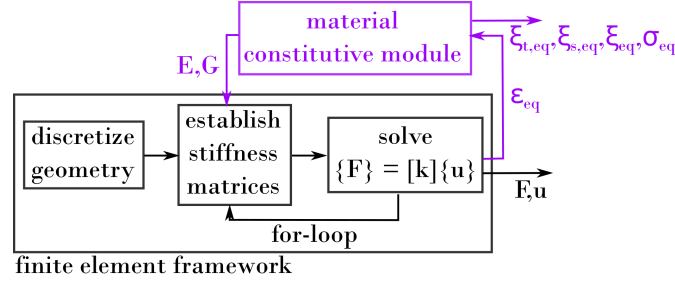 material
constitutive module
ξt,eq,ξs,eq,ξeq,σeq
E,G
εeq
discretize
geometry
establish
stiffness
matrices
solve
{F} = [k]{u}
F,u
for-loop
finite element framework